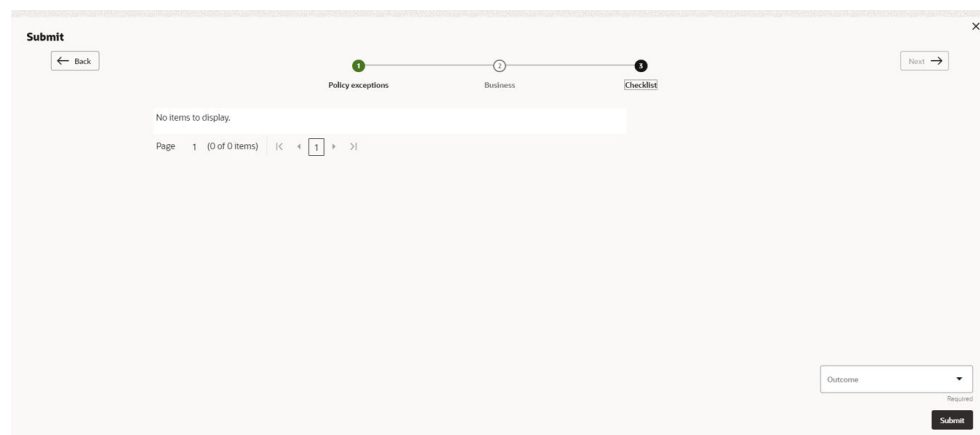 Submit
Back
1
2
3
Next
Policy exceptions
Business
Checklist
No items to display.
Page 1 (0 of 0 items) 1
Outcome
Required
Submit